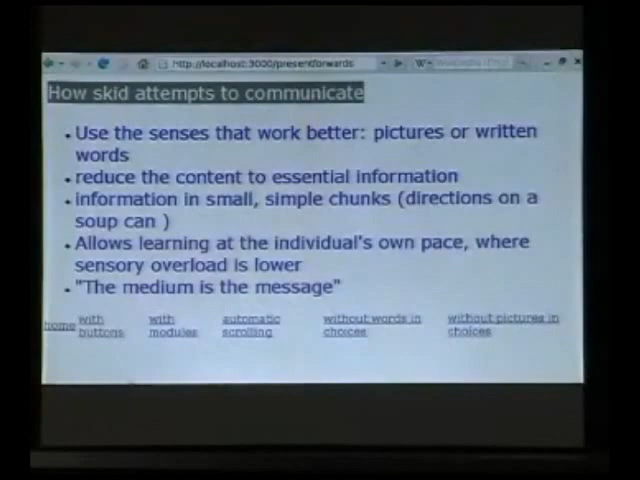 http://localhost:3000/presentforwards
How skid attempts to communicate
• Use the senses that work better: pictures or written
words
• reduce the content to essential information
• information in small, simple chunks (directions on a
soup can )
• Allows learning at the individual's own pace, where
sensory overload is lower
• "The medium is the message"
home with buttons with modules automatic scrolling without words in choices without pictures in choices